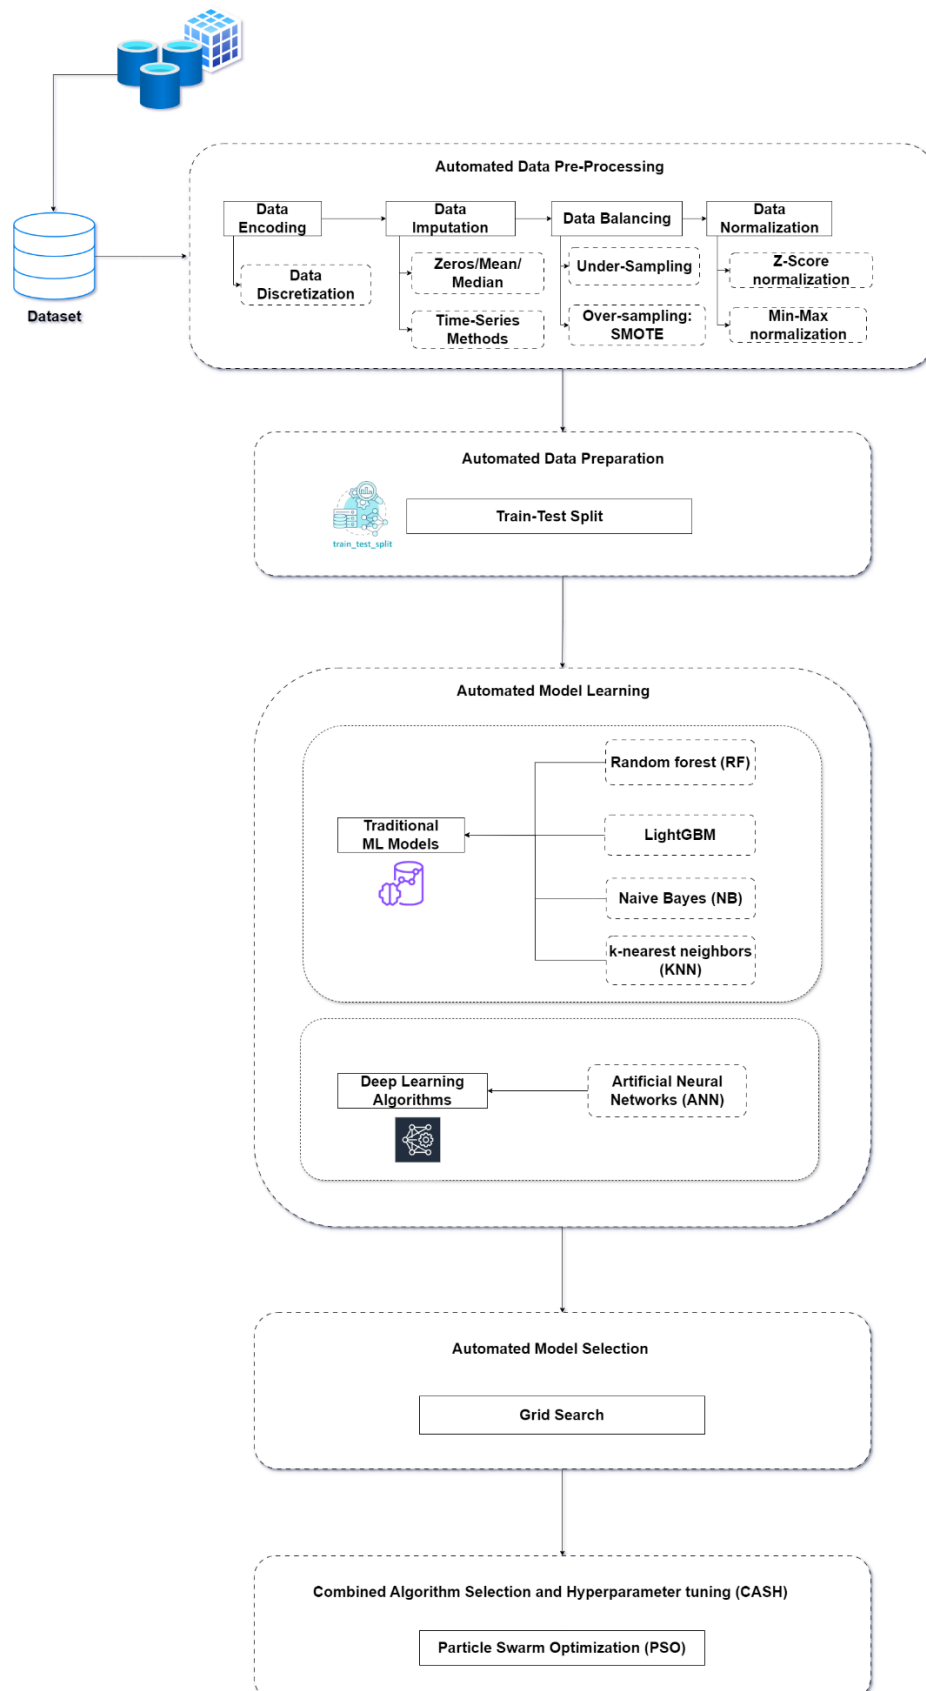 Automated Data Pre-Processing
Data
Encoding
Data
Imputation
Data Balancing
Data
Normalization
Data
Discretization
Zeros/Mean/
Median
Under-Sampling
Z-Score
normalization
Time-Series
Methods
Over-sampling:
SMOTE
Min-Max
normalization
Dataset
Automated Data Preparation
Train-Test Split
train_test_split
Automated Model Learning
Random forest (RF)
Traditional
ML Models
LightGBM
Naive Bayes (NB)
k-nearest neighbors
(KNN)
Deep Learning
Algorithms
Artificial Neural
Networks (ANN)
Automated Model Selection
Grid Search
Combined Algorithm Selection and Hyperparameter tuning (CASH)
Particle Swarm Optimization (PSO)